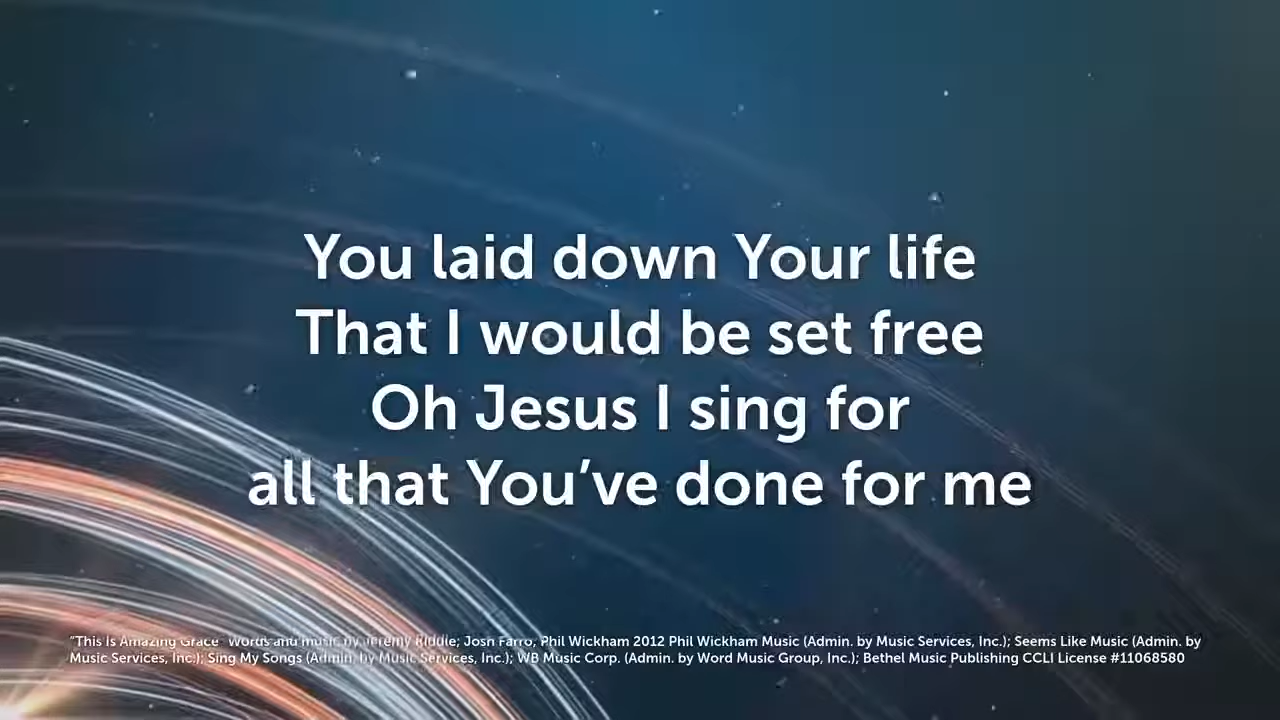 You laid down Your life
That I would be set free
Oh Jesus I sing for
all that You've done for me
"This Is Amazing Grace" Words and music by Jeremy Riddle; Josh Farro, Phil Wickham 2012 Phil Wickham Music (Admin. by Music Services, Inc.); Seems Like Music (Admin. by
Music Services, Inc.); Sing My Songs (Admin. by Music Services, Inc.); WB Music Corp. (Admin. by Word Music Group, Inc.); Bethel Music Publishing CCLI License #11068580